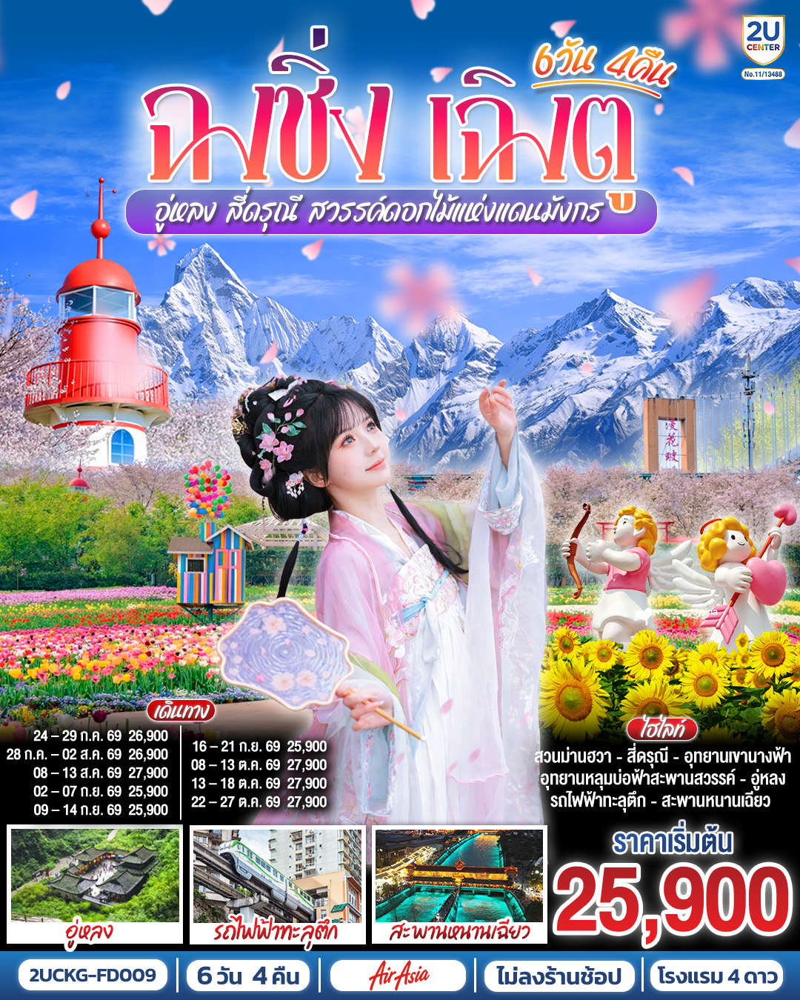 2U
CENTER
No.11/13488
6วัน 4คืน
ฉงชิ่ง เฉิงตู
อู่หลง สี่ดรุณี สวรรค์ดอกไม้แห่งแดนมังกร
漫花玻
เดินทาง
24 – 29 ก.ค. 69 26,900
28 ก.ค. – 02 ส.ค. 69 26,900
08 – 13 ส.ค. 69 27,900
02 – 07 ก.ย. 69 25,900
09 – 14 ก.ย. 69 25,900
16 – 21 ก.ย. 69 25,900
08 – 13 ต.ค. 69 27,900
13 – 18 ต.ค. 69 27,900
22 – 27 ต.ค. 69 27,900
ไฮไลท์
สวนม่านฮวา - สี่ดรุณี - อุทยานเขานางฟ้า
อุทยานหลุมบ่อฟ้าสะพานสวรรค์ - อู่หลง
รถไฟฟ้าทะลุตึก - สะพานหนานเฉียว
อู่หลง
รถไฟฟ้าทะลุตึก
สะพานหนานเฉียว
ราคาเริ่มต้น
25,900
2UCKG-FD009
6 วัน 4 คืน
AirAsia
ไม่ลงร้านช้อป
โรงแรม 4 ดาว